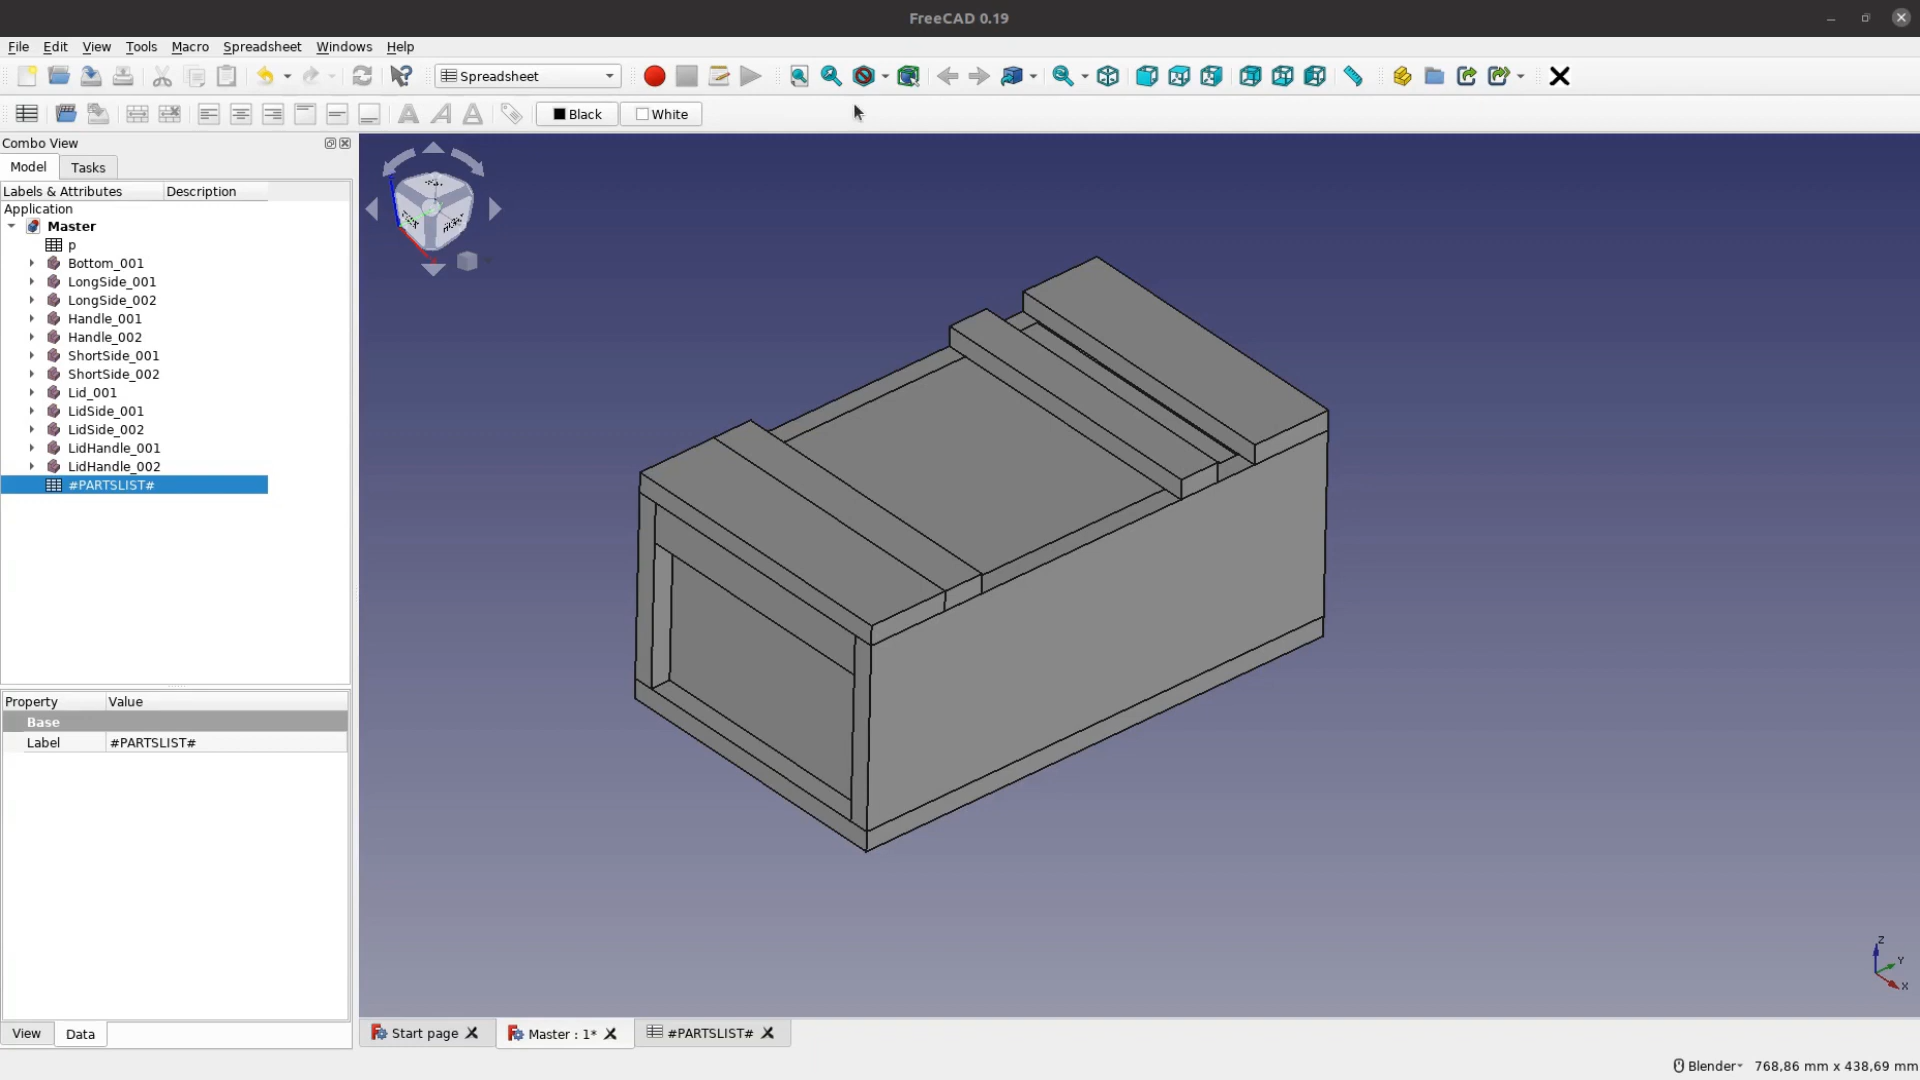 FreeCAD 0.19
File Edit View Tools Macro Spreadsheet Windows Help
Spreadsheet
Black White
Combo View
Model Tasks
Labels & Attributes Description
Application
Master
p
Bottom_001
LongSide_001
LongSide_002
Handle_001
Handle_002
ShortSide_001
ShortSide_002
Lid_001
LidSide_001
LidSide_002
LidHandle_001
LidHandle_002
#PARTSLIST#
Property Value
Base
Label #PARTSLIST#
Z
Y
X
View Data
Start page Master : 1* #PARTSLIST#
Blender 768,86 mm x 438,69 mm